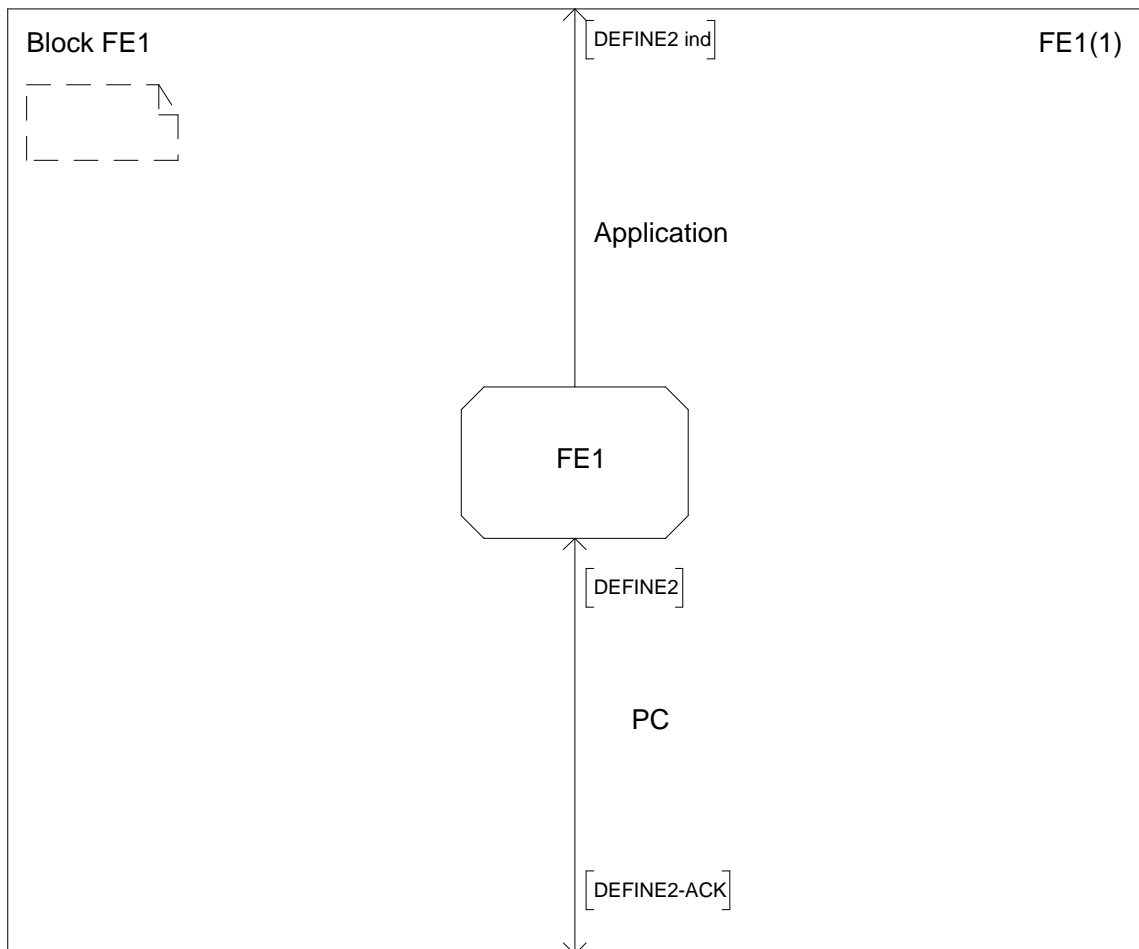 [DEFINE2 ind]
Block FE1
FE1(1)
Application
FE1
[DEFINE2]
PC
[DEFINE2-ACK]